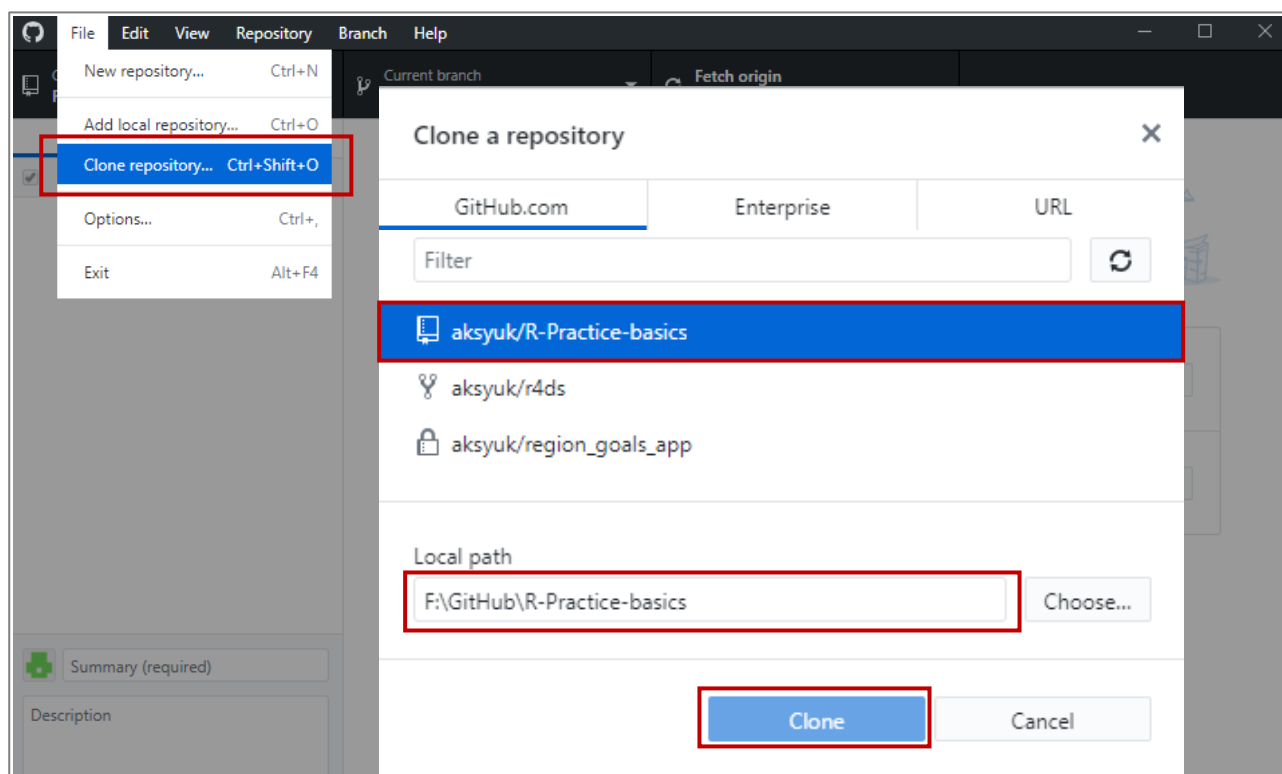 File Edit View Repository Branch Help
New repository... Ctrl+N
Add local repository... Ctrl+O
Clone repository... Ctrl+Shift+O
Options... Ctrl+,
Exit Alt+F4
Current branch
Fetch origin
Clone a repository
GitHub.com Enterprise URL
Filter
aksyuk/R-Practice-basics
aksyuk/r4ds
aksyuk/region_goals_app
Local path
F:\GitHub\R-Practice-basics Choose...
Clone Cancel
Summary (required)
Description